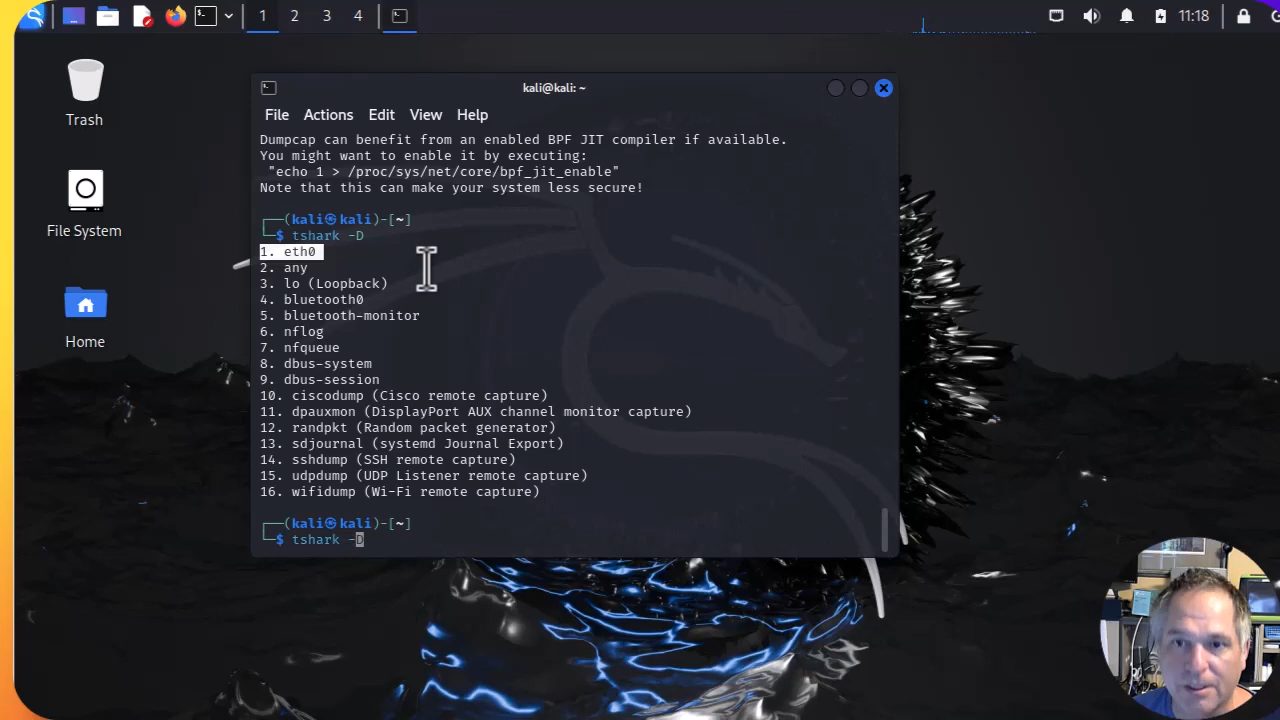 1 2 3 4 11:18
Trash
File System
Home
kali@kali: ~
File Actions Edit View Help
Dumpcap can benefit from an enabled BPF JIT compiler if available.
You might want to enable it by executing:
"echo 1 > /proc/sys/net/core/bpf_jit_enable"
Note that this can make your system less secure!
┌──(kali㉿kali)-[~]
└─$ tshark -D
1. eth0
2. any
3. lo (Loopback)
4. bluetooth0
5. bluetooth-monitor
6. nflog
7. nfqueue
8. dbus-system
9. dbus-session
10. ciscodump (Cisco remote capture)
11. dpauxmon (DisplayPort AUX channel monitor capture)
12. randpkt (Random packet generator)
13. sdjournal (systemd Journal Export)
14. sshdump (SSH remote capture)
15. udpdump (UDP Listener remote capture)
16. wifidump (Wi-Fi remote capture)
┌──(kali㉿kali)-[~]
└─$ tshark -D